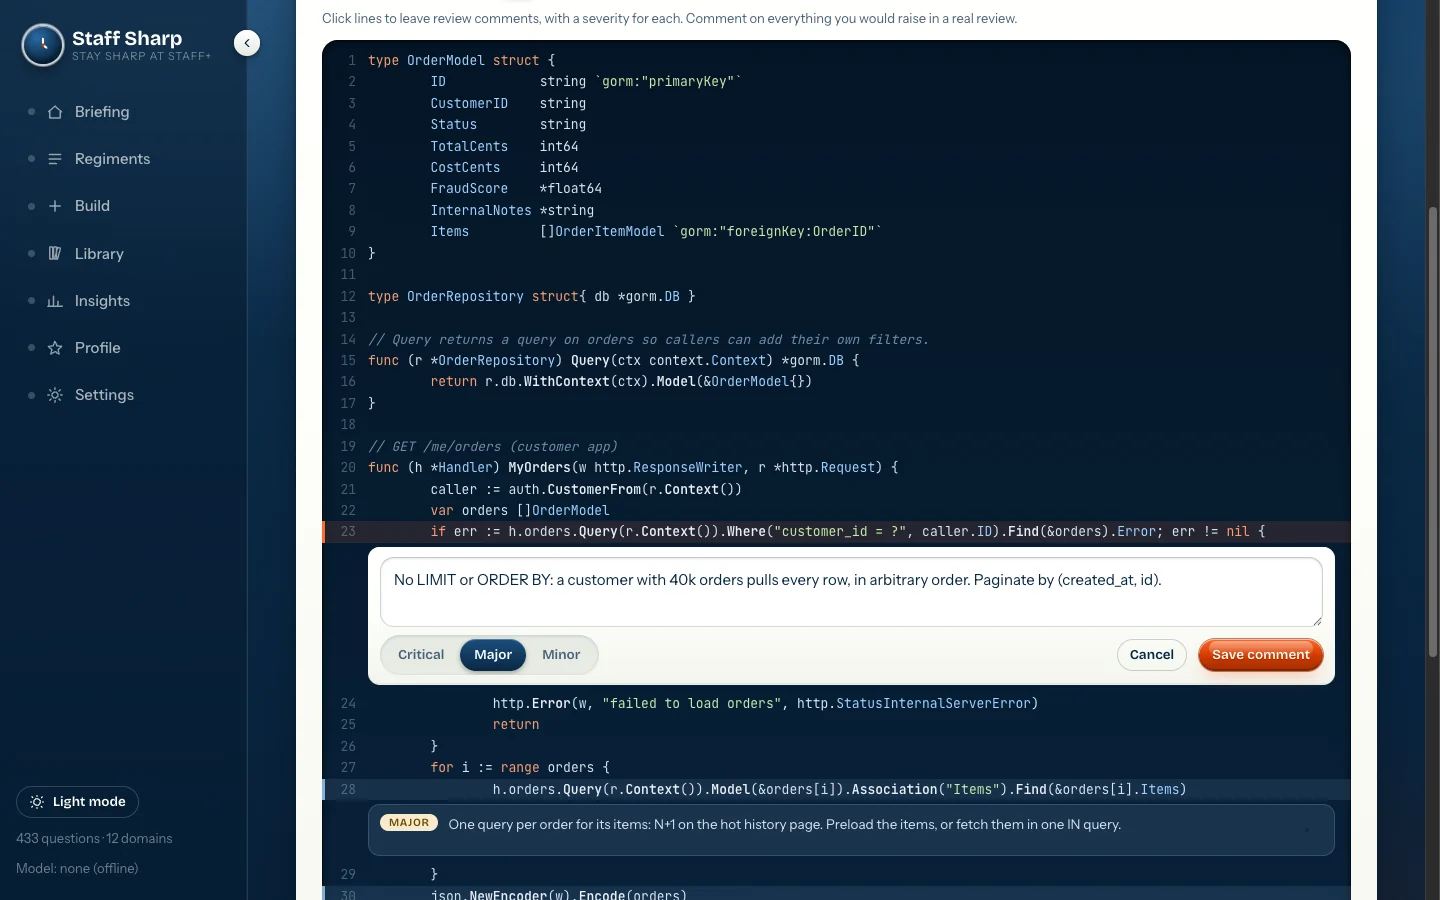 Staff Sharp
STAY SHARP AT STAFF+
Briefing
Regiments
Build
Library
Insights
Profile
Settings
Light mode
433 questions · 12 domains
Model: none (offline)
Click lines to leave review comments, with a severity for each. Comment on everything you would raise in a real review.
1 type OrderModel struct {
2 ID string `gorm:"primaryKey"`
3 CustomerID string
4 Status string
5 TotalCents int64
6 CostCents int64
7 FraudScore *float64
8 InternalNotes *string
9 Items []OrderItemModel `gorm:"foreignKey:OrderID"`
10 }
11
12 type OrderRepository struct{ db *gorm.DB }
13
14 // Query returns a query on orders so callers can add their own filters.
15 func (r *OrderRepository) Query(ctx context.Context) *gorm.DB {
16 return r.db.WithContext(ctx).Model(&OrderModel{})
17 }
18
19 // GET /me/orders (customer app)
20 func (h *Handler) MyOrders(w http.ResponseWriter, r *http.Request) {
21 caller := auth.CustomerFrom(r.Context())
22 var orders []OrderModel
23 if err := h.orders.Query(r.Context()).Where("customer_id = ?", caller.ID).Find(&orders).Error; err != nil {
No LIMIT or ORDER BY: a customer with 40k orders pulls every row, in arbitrary order. Paginate by (created_at, id).
Critical Major Minor Cancel Save comment
24 http.Error(w, "failed to load orders", http.StatusInternalServerError)
25 return
26 }
27 for i := range orders {
28 h.orders.Query(r.Context()).Model(&orders[i]).Association("Items").Find(&orders[i].Items)
MAJOR One query per order for its items: N+1 on the hot history page. Preload the items, or fetch them in one IN query.
29 }
30 json.NewEncoder(w).Encode(orders)